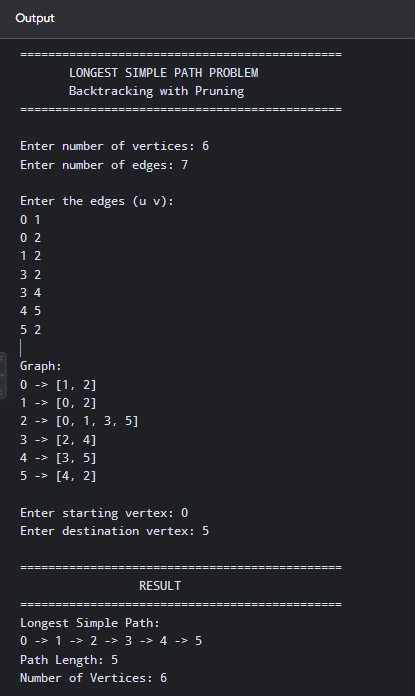 Output
==============================================
LONGEST SIMPLE PATH PROBLEM
Backtracking with Pruning
==============================================
Enter number of vertices: 6
Enter number of edges: 7
Enter the edges (u v):
0 1
0 2
1 2
3 2
3 4
4 5
5 2
Graph:
0 -> [1, 2]
1 -> [0, 2]
2 -> [0, 1, 3, 5]
3 -> [2, 4]
4 -> [3, 5]
5 -> [4, 2]
Enter starting vertex: 0
Enter destination vertex: 5
==============================================
RESULT
==============================================
Longest Simple Path:
0 -> 1 -> 2 -> 3 -> 4 -> 5
Path Length: 5
Number of Vertices: 6